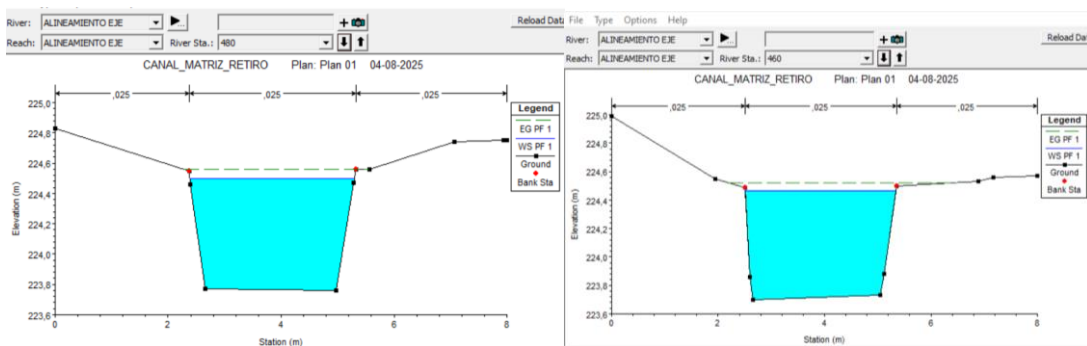 River: ALINEAMIENTO EJE
Reload Data
Reach: ALINEAMIENTO EJE River Sta.: 480
CANAL_MATRIZ_RETIRO Plan: Plan 01 04-08-2025
,025 ,025 ,025
225,0
224,8
224,6
224,4
224,2
224,0
223,8
223,6
Elevation (m)
0 2 4 6 8
Station (m)
Legend
EG PF 1
WS PF 1
Ground
Bank Sta
File Type Options Help
River: ALINEAMIENTO EJE
Reload Data
Reach: ALINEAMIENTO EJE River Sta.: 460
CANAL_MATRIZ_RETIRO Plan: Plan 01 04-08-2025
,025 ,025 ,025
225,0
224,8
224,6
224,4
224,2
224,0
223,8
223,6
Elevation (m)
0 2 4 6 8
Station (m)
Legend
EG PF 1
WS PF 1
Ground
Bank Sta